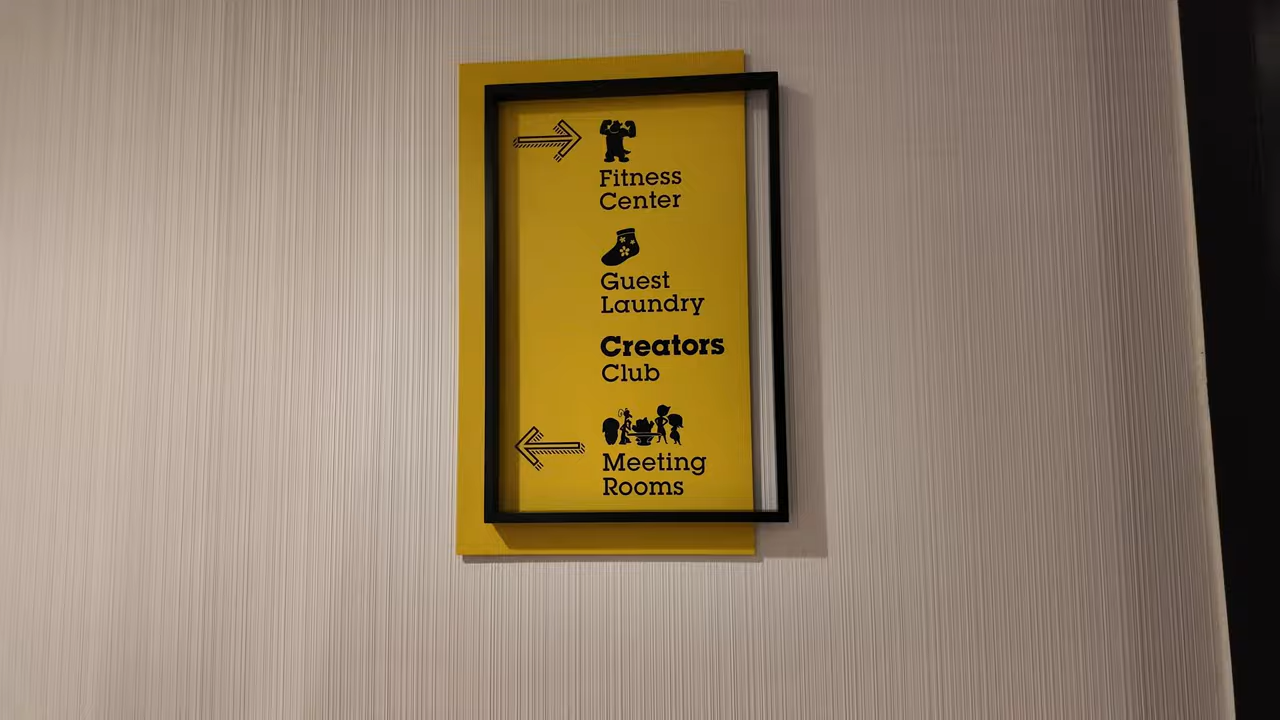 Fitness
Center
Guest
Laundry
Creators
Club
Meeting
Rooms